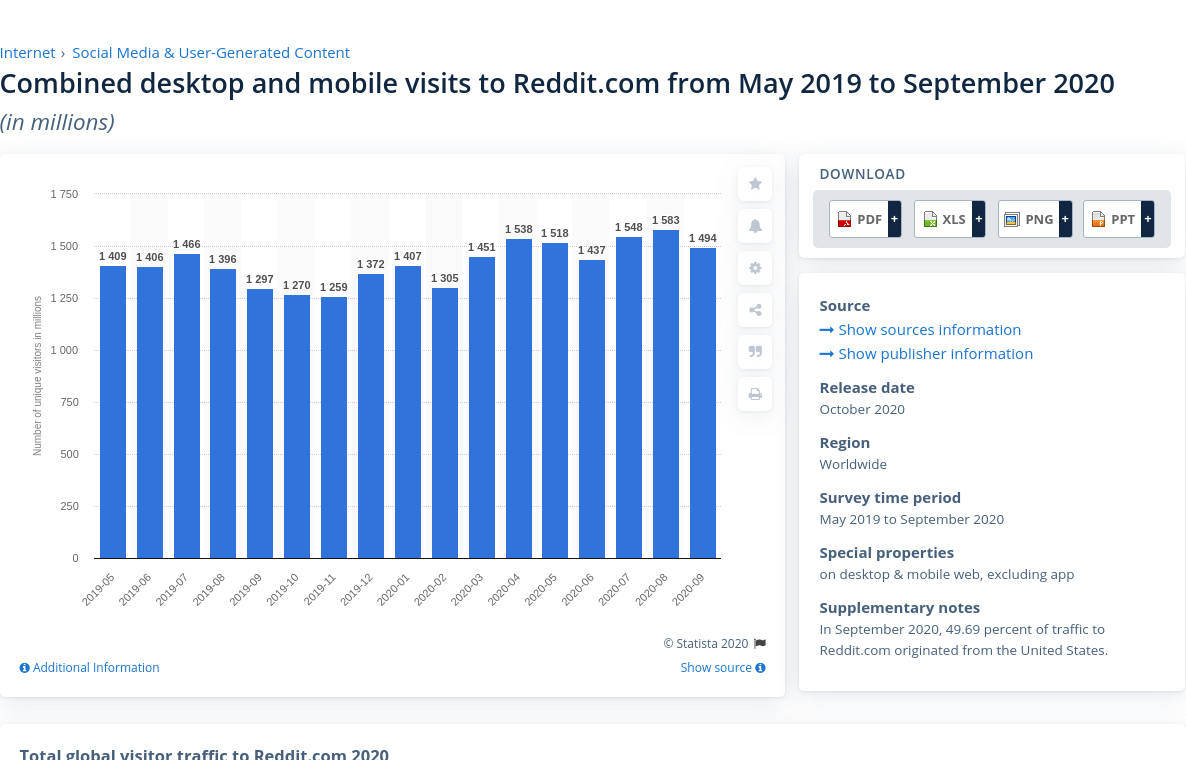 Internet › Social Media & User-Generated Content
Combined desktop and mobile visits to Reddit.com from May 2019 to September 2020
(in millions)
1 750
1 500
1 250
1 000
750
500
250
0
Number of unique visitors in millions
1 409
1 406
1 466
1 396
1 297
1 270
1 259
1 372
1 407
1 305
1 451
1 538
1 518
1 437
1 548
1 583
1 494
2019-05
2019-06
2019-07
2019-08
2019-09
2019-10
2019-11
2019-12
2020-01
2020-02
2020-03
2020-04
2020-05
2020-06
2020-07
2020-08
2020-09
© Statista 2020
Additional Information
Show source
DOWNLOAD
PDF + XLS + PNG + PPT +
Source
Show sources information
Show publisher information
Release date
October 2020
Region
Worldwide
Survey time period
May 2019 to September 2020
Special properties
on desktop & mobile web, excluding app
Supplementary notes
In September 2020, 49.69 percent of traffic to
Reddit.com originated from the United States.
Total global visitor traffic to Reddit.com 2020